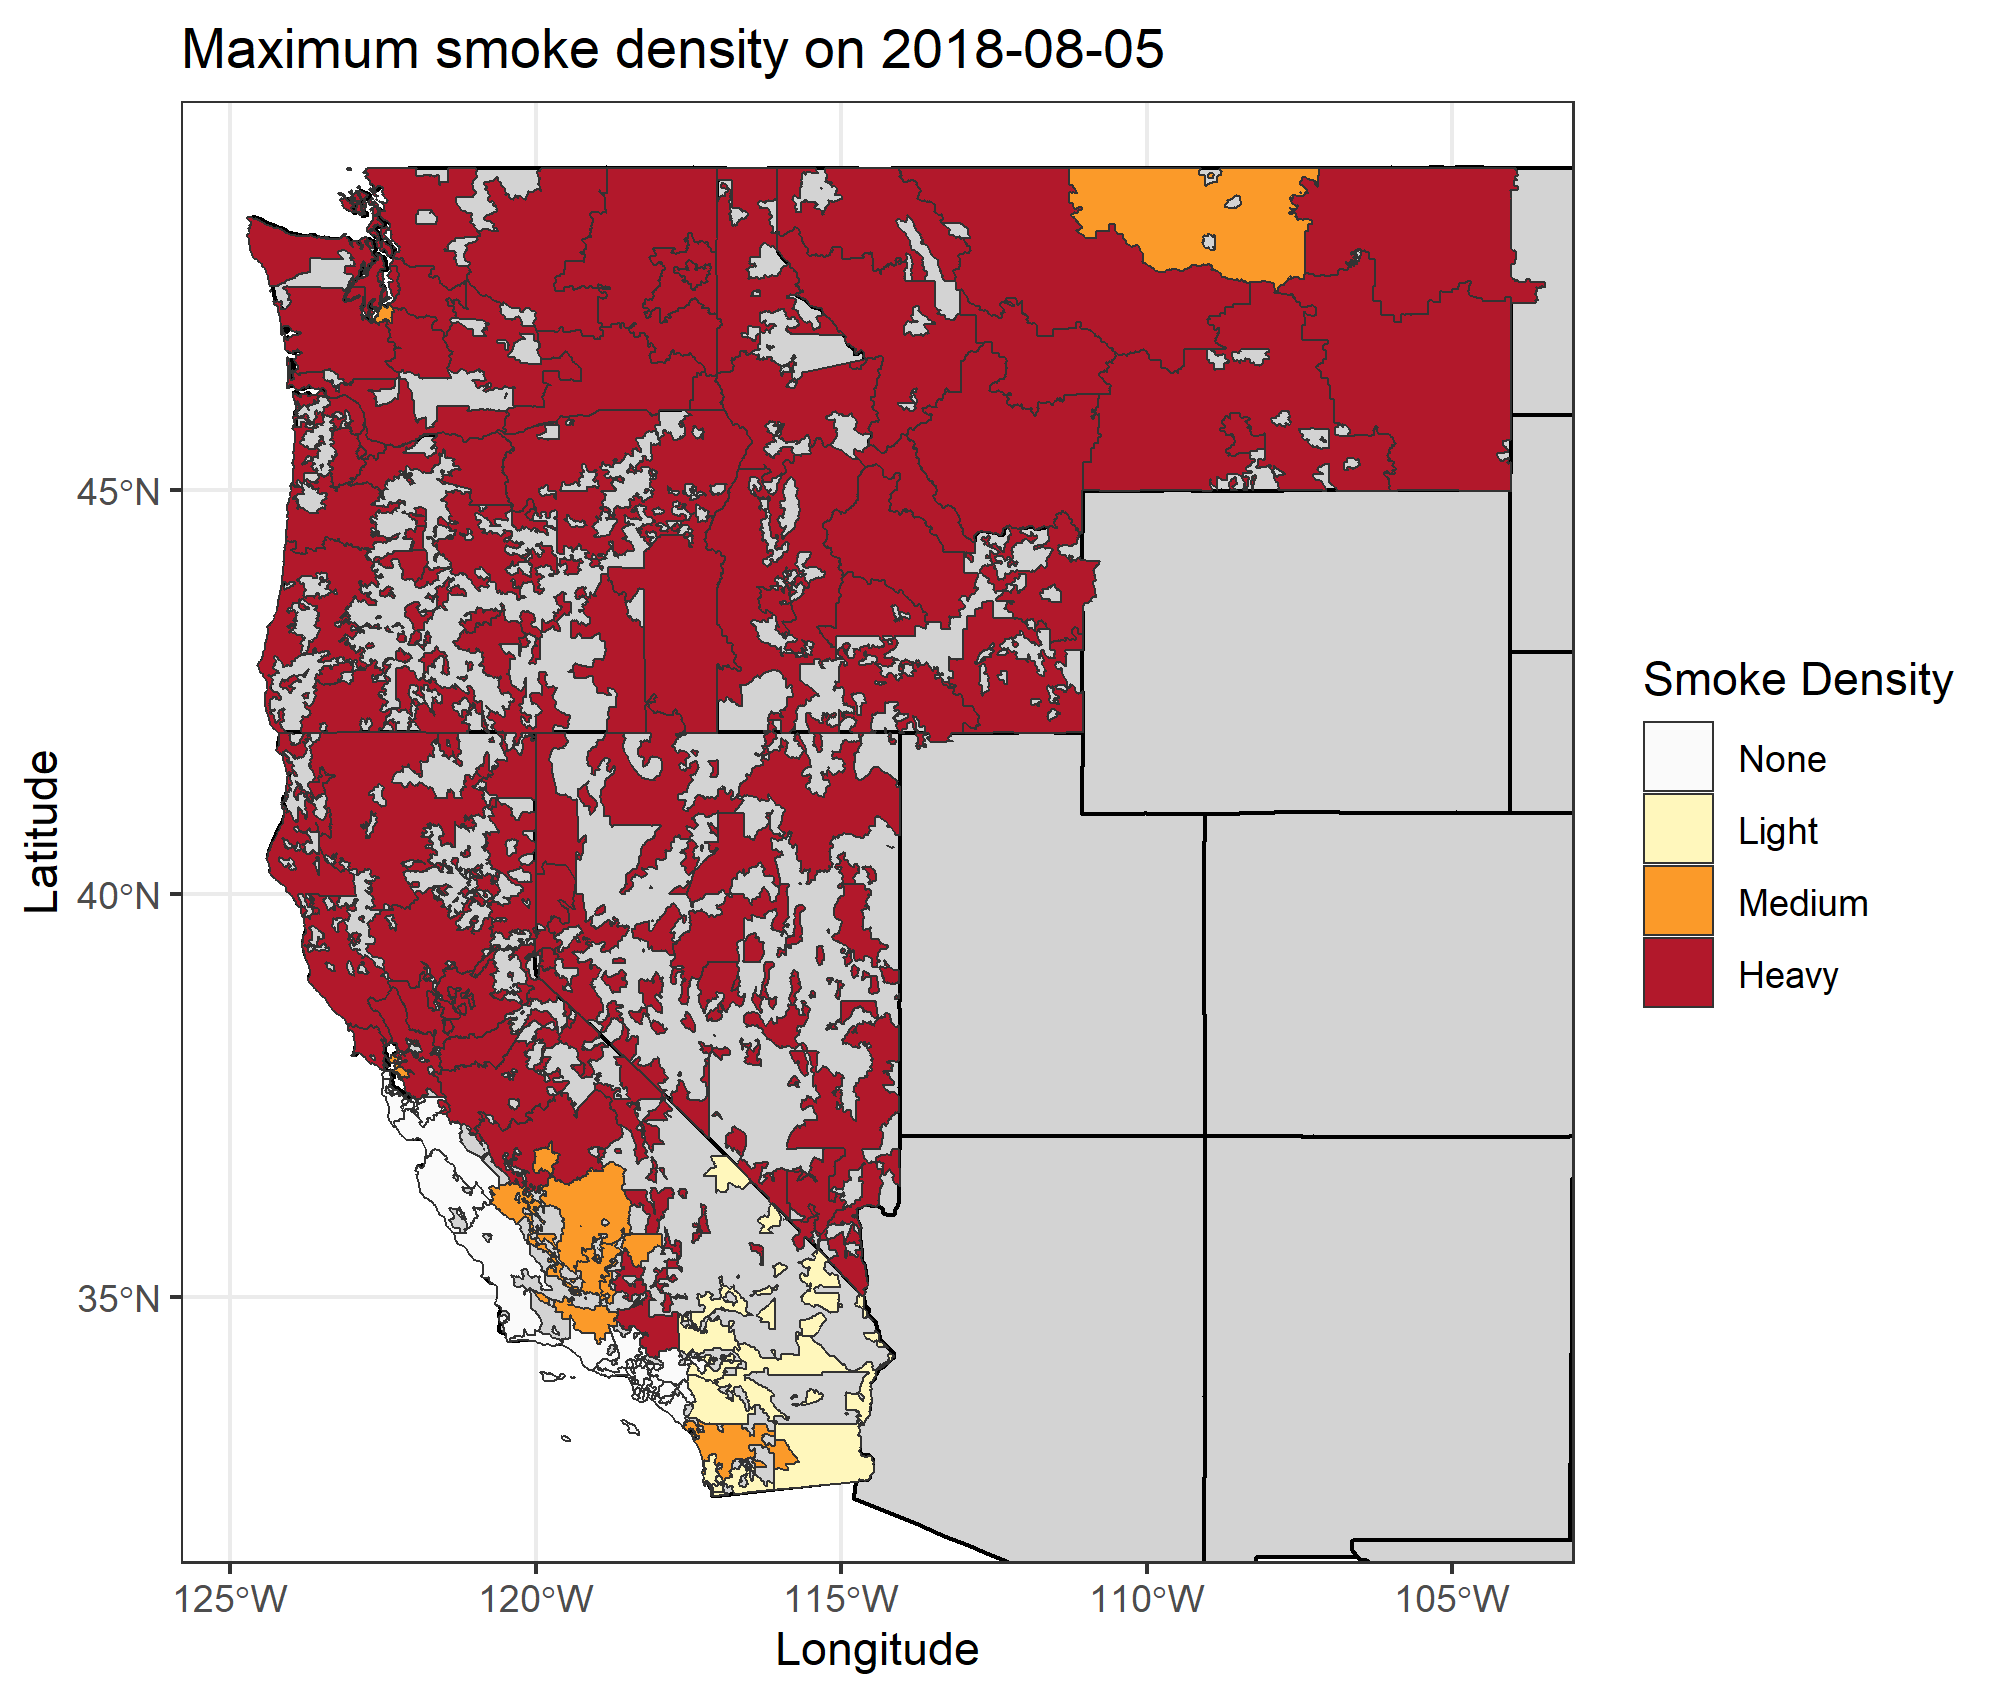 Maximum smoke density on 2018-08-05
45°N
40°N
35°N
Latitude
125°W
120°W
115°W
110°W
105°W
Longitude
Smoke Density
None
Light
Medium
Heavy